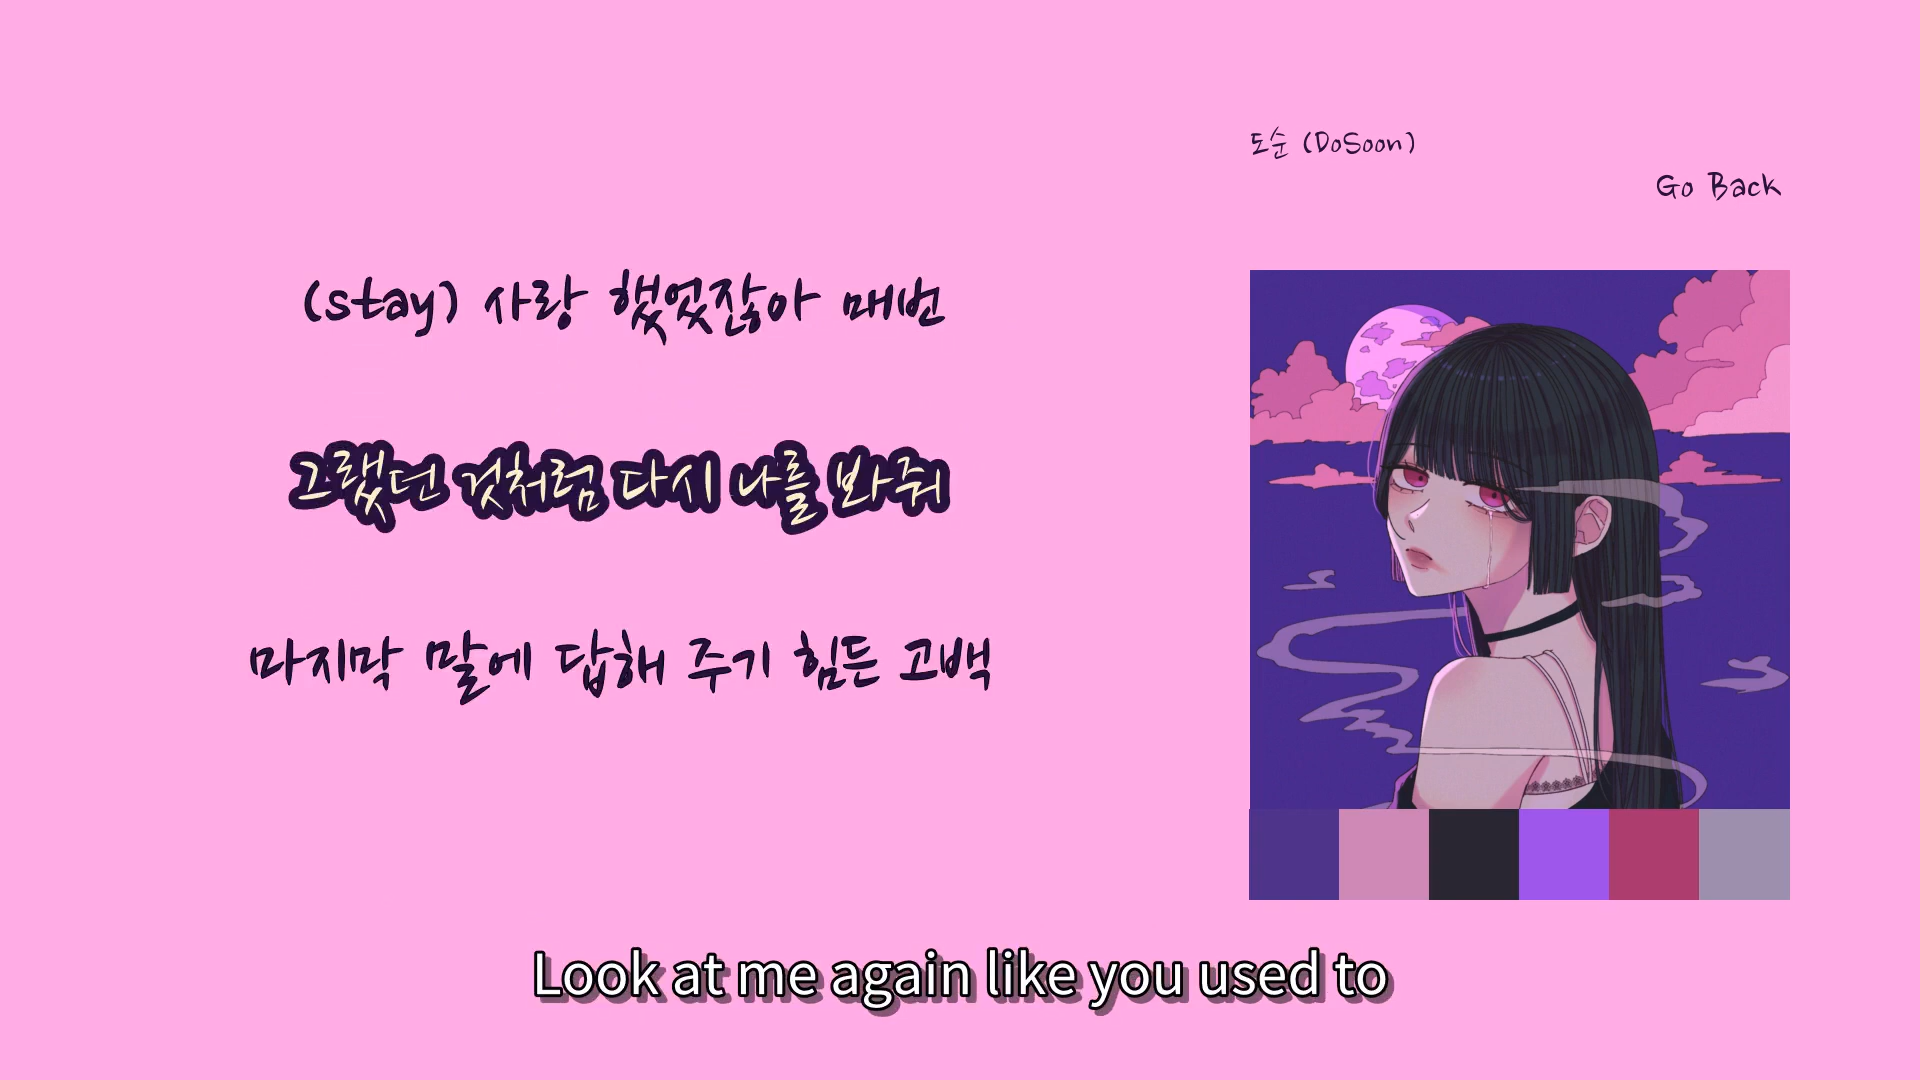 도순 (DoSoon)
Go Back
(stay) 사랑 했었잖아 매번
그랬던 것처럼 다시 나를 봐줘
마지막 말에 답해 주기 힘든 고백
Look at me again like you used to